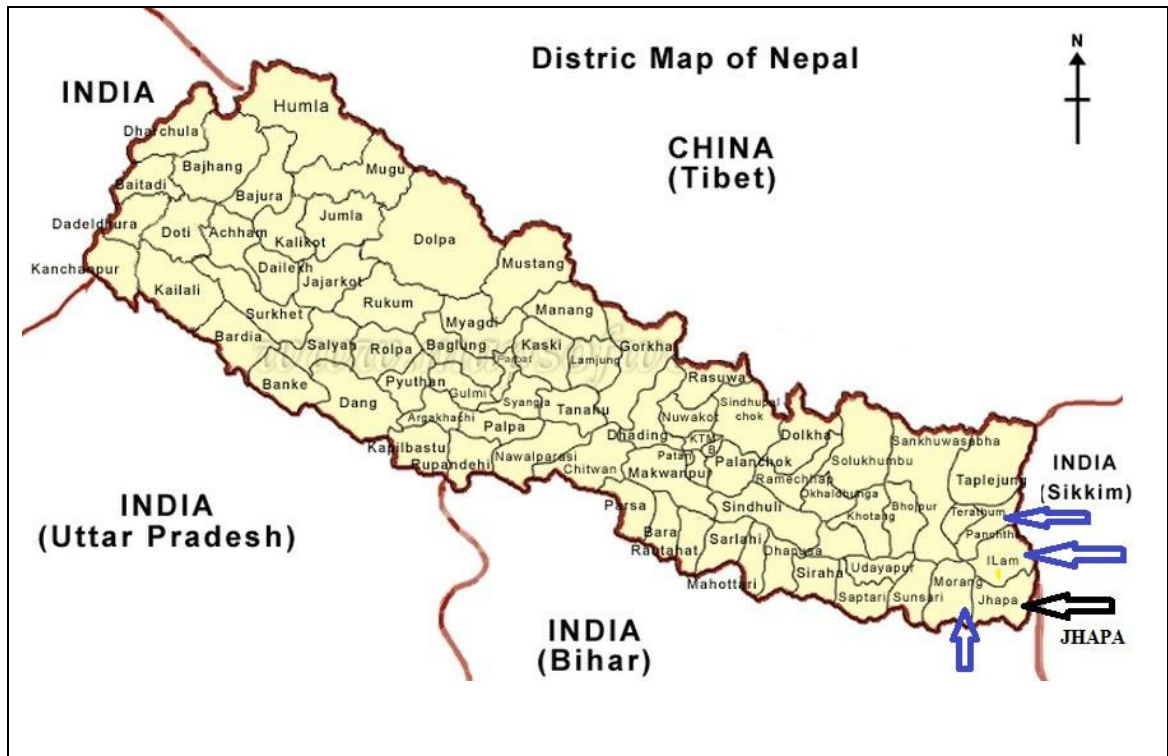 Distric Map of Nepal
N
INDIA
Humla
Dharchula
CHINA
(Tibet)
Bajhang
Mugu
Baitadi
Bajura
Jumla
Dadeldhura
Doti
Achham
Kalikot
Dolpa
Kanchanpur
Dailekh
Mustang
Kailali
Jajarkot
Rukum
Manang
Surkhet
Myagdi
Bardia
Salyan
Rolpa
Baglung
Kaski
Gorkha
Parbat
Lamjung
Banke
Pyuthan
Rasuwa
Dang
Gulmi
Syangja
Tanahu
Nuwakot
Sindhupal
chok
Argakhachi
Palpa
Dhading
KTM
Dolkha
Sankhuwasabha
Kapilbastu
Nawalparasi
Patan
B
Solukhumbu
INDIA
(Sikkim)
Rupandehi
Chitwan
Makwanpur
Palanchok
Ramechhap
Taplejung
Okhaldhunga
INDIA
(Uttar Pradesh)
Parsa
Sindhuli
Khotang
Bhojpur
Terathum
Bara
Sarlahi
Panchth
Rautahat
Dhanusa
ILam
Mahottari
Siraha
Udayapur
Morang
Saptari
Sunsari
Jhapa
INDIA
(Bihar)
JHAPA